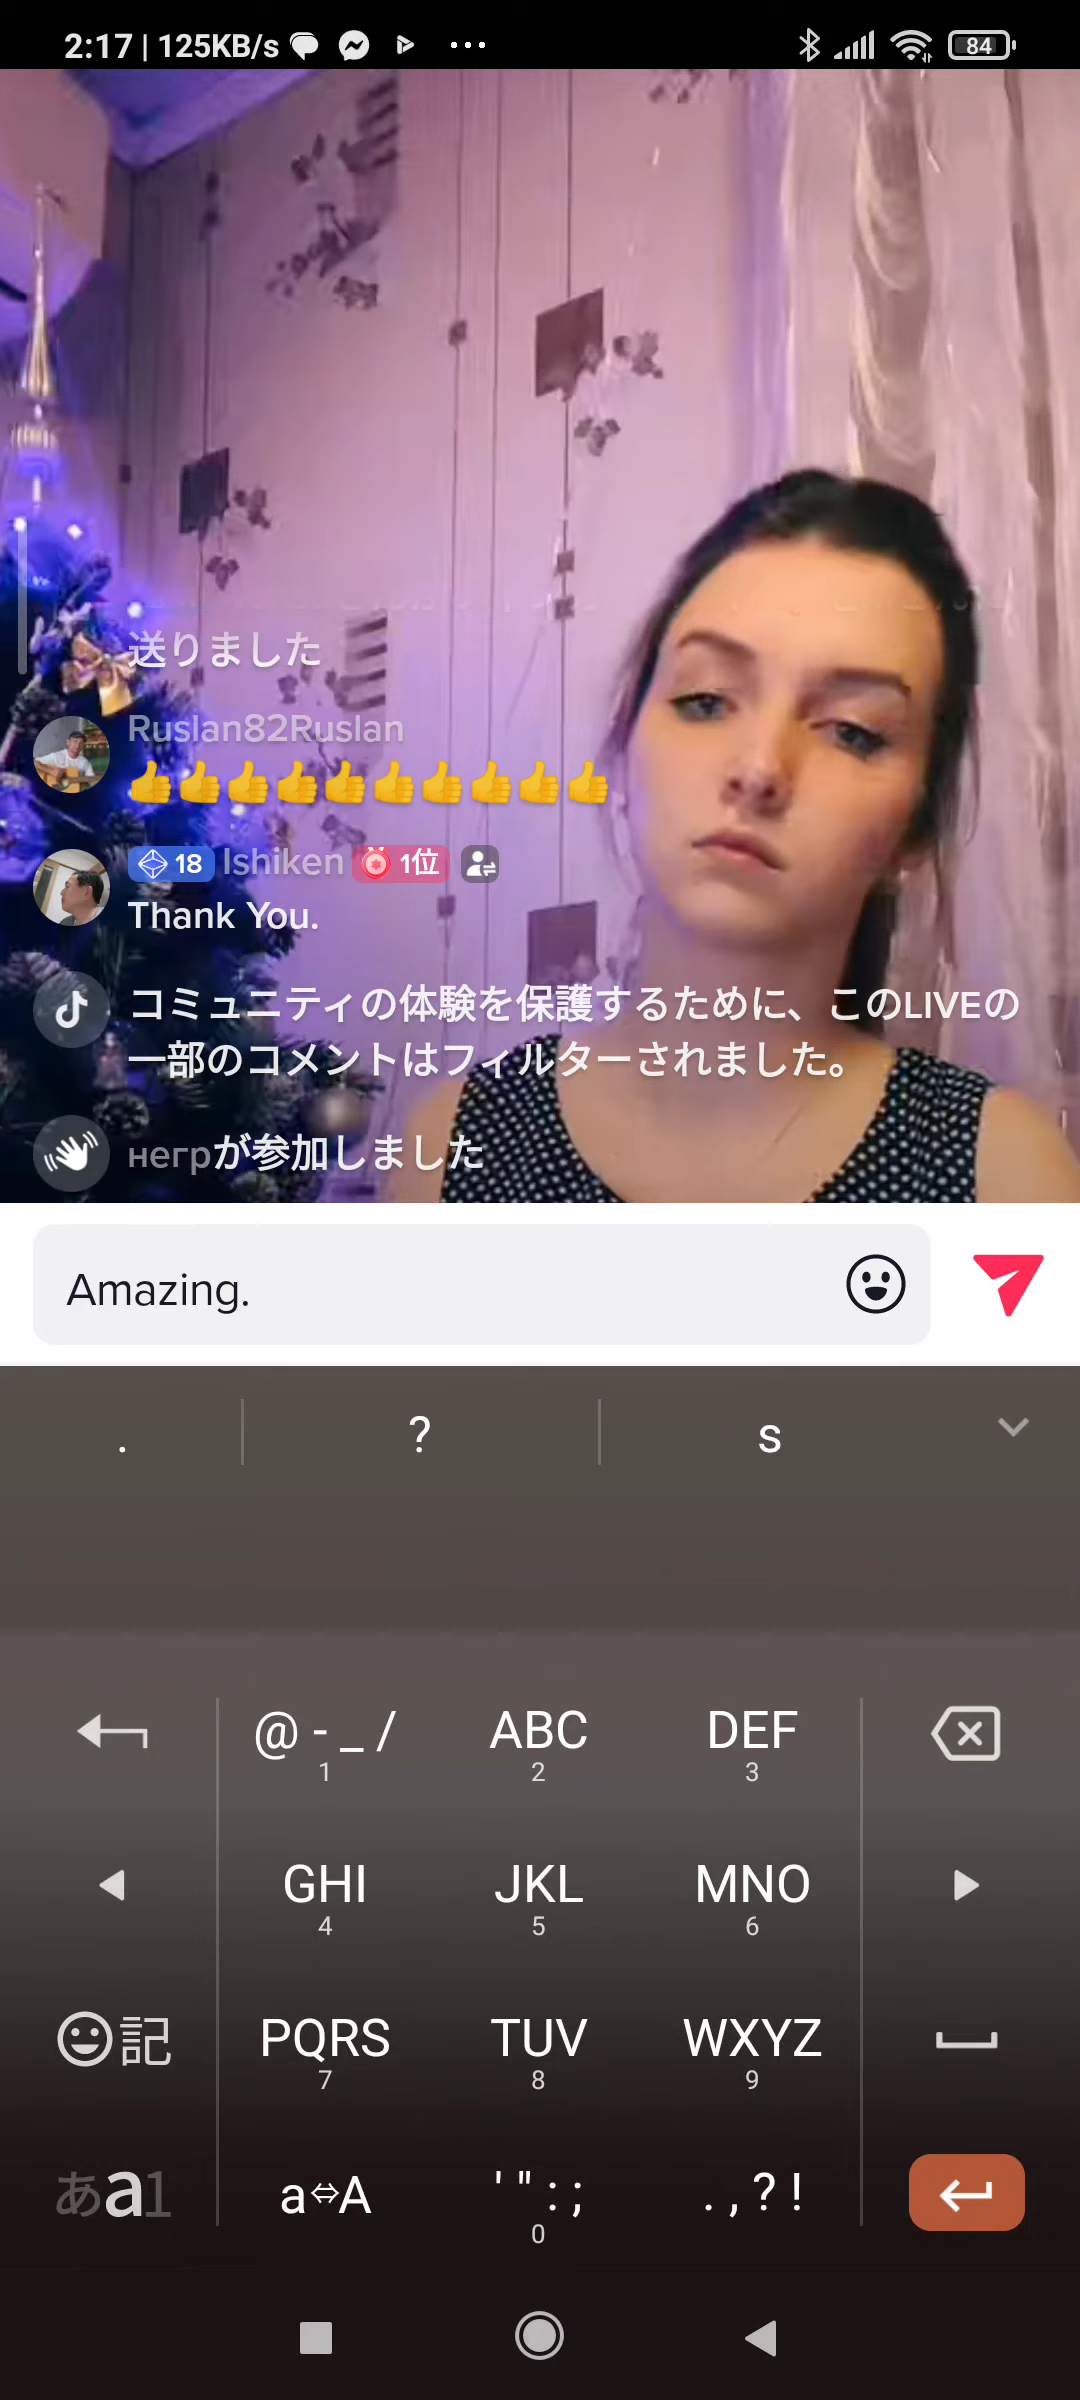 2:17 | 125KB/s
84
送りました
Ruslan82Ruslan
👍👍👍👍👍👍👍👍👍👍
18 Ishiken 1位
Thank You.
コミュニティの体験を保護するために、このLIVEの
一部のコメントはフィルターされました。
негрが参加しました
Amazing.
. ? s
@ - _ / ABC DEF
1 2 3
GHI JKL MNO
4 5 6
記 PQRS TUV WXYZ
7 8 9
あa1 a⇔A ' " : ; . , ? !
0